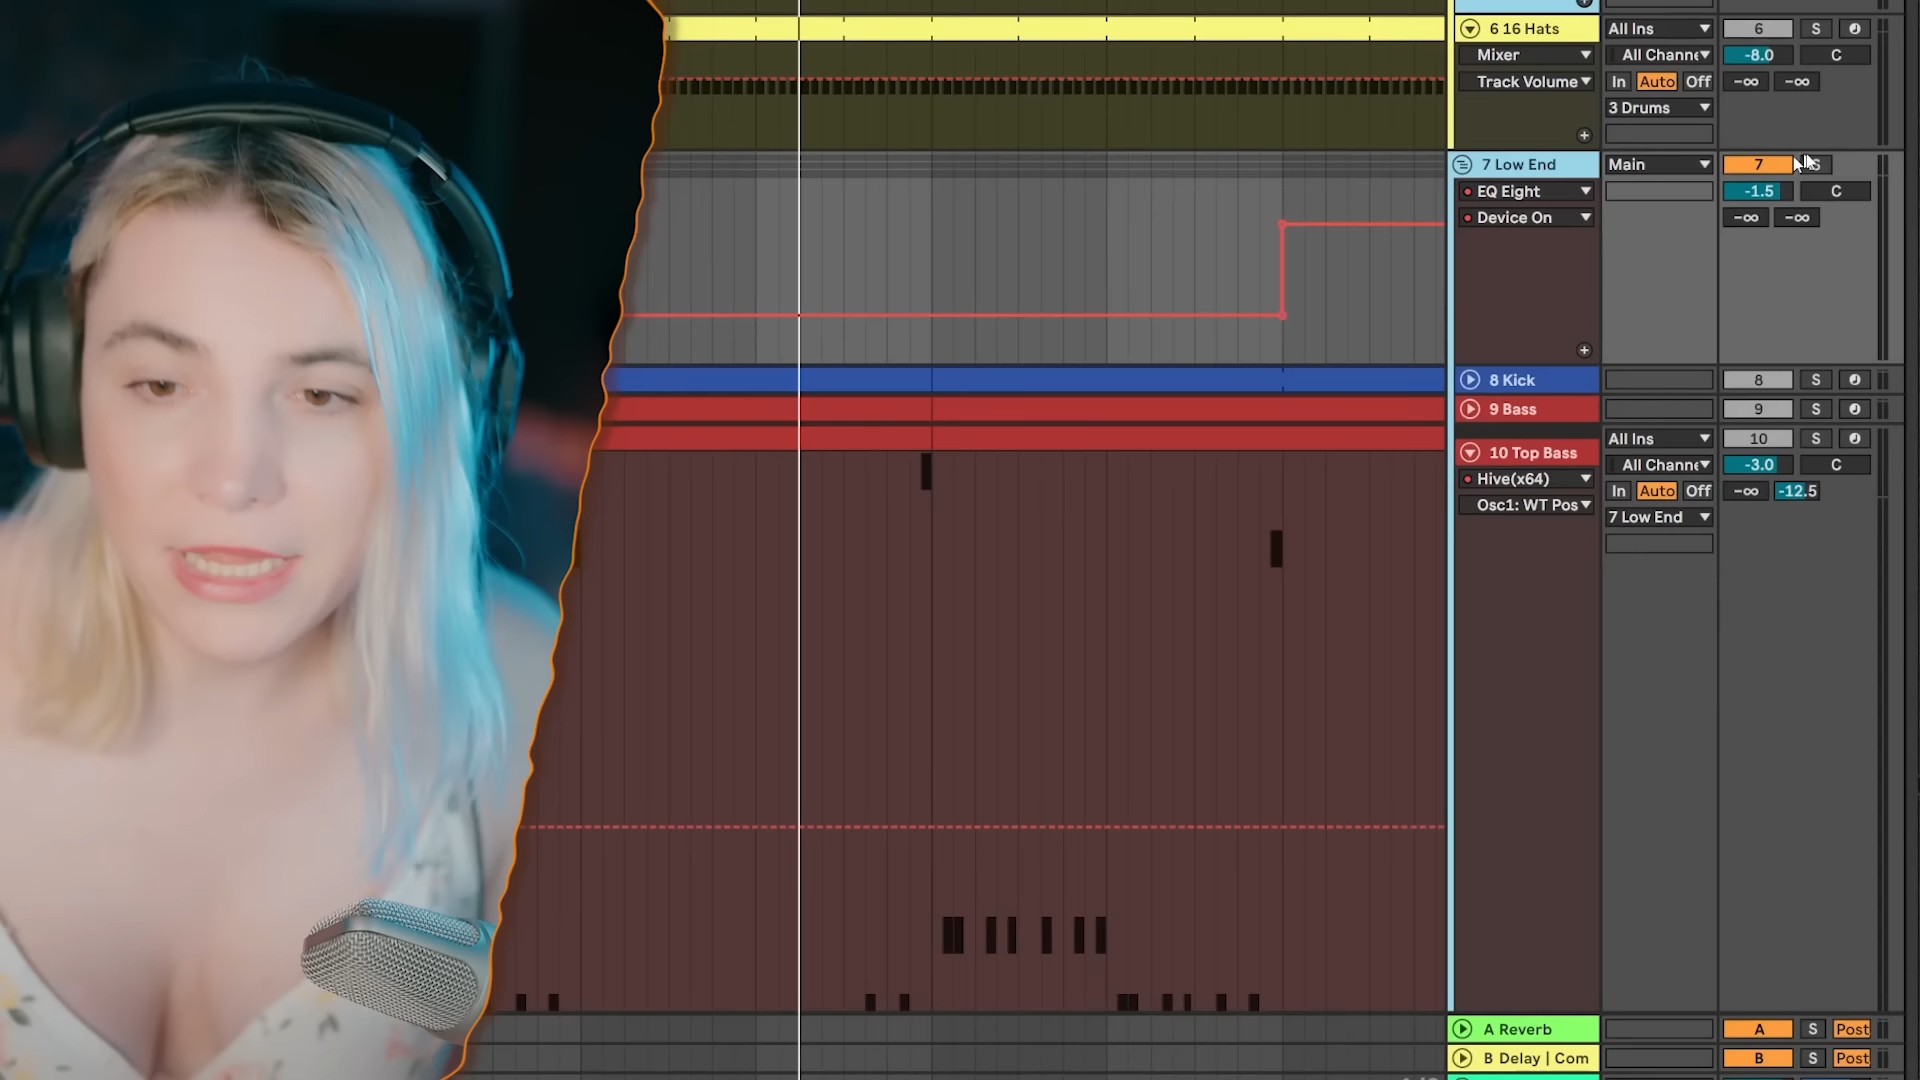 6 16 Hats All Ins 6 S
Mixer All Channe -8.0 C
Track Volume In Auto Off -∞ -∞
3 Drums
7 Low End Main 7 S
EQ Eight -1.5 C
Device On -∞ -∞
8 Kick 8 S
9 Bass 9 S
All Ins 10 S
10 Top Bass All Channe -3.0 C
Hive(x64) In Auto Off -∞ -12.5
Osc1: WT Pos 7 Low End
A Reverb A S Post
B Delay | Com B S Post